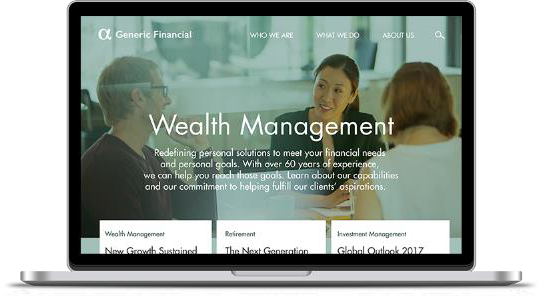 α Generic Financial
WHO WE ARE
WHAT WE DO
ABOUT US
Wealth Management
Redefining personal solutions to meet your financial needs
and personal goals. With over 60 years of experience,
we can help you reach those goals. Learn about our capabilities
and our commitment to helping fulfill our clients' aspirations.
Wealth Management
New Growth Sustained
Retirement
The Next Generation
Investment Management
Global Outlook 2017